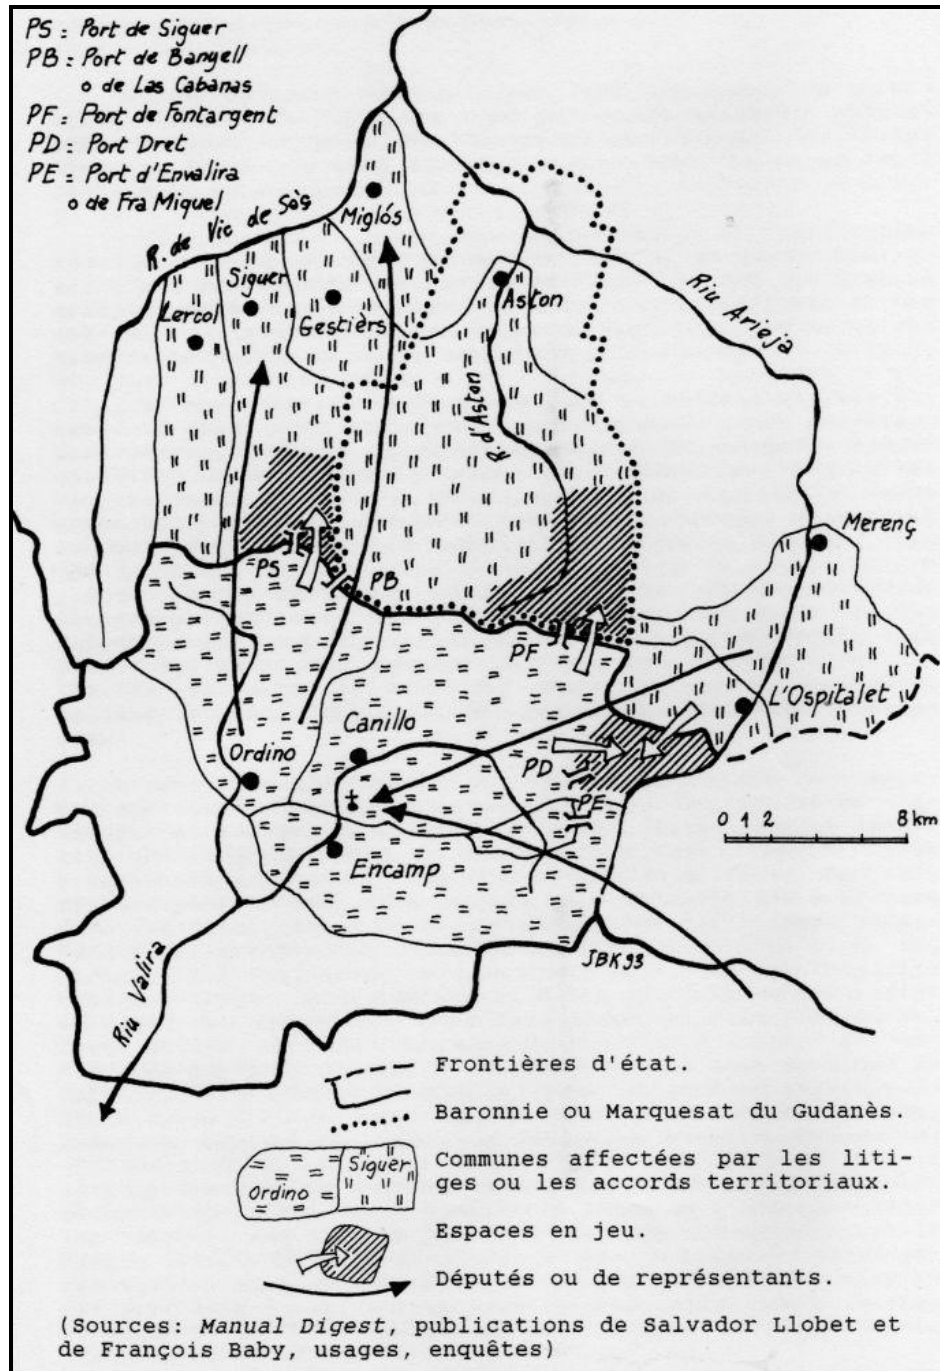 PS : Port de Siguer
PB : Port de Banyell
o de Las Cabanas
PF : Port de Fontargent
PD : Port Dret
PE : Port d'Envalira
o de Fra Miquel
R. de Vic de Sòs
Miglós
Siguer
Lercol
Gestièrs
Aston
Riu Arieja
R. d'Aston
Merenç
PS
PB
PF
L'Ospitalet
Canillo
Ordino
PD
PE
0 1 2 8 km
Encamp
JBK93
Riu Valira
Frontières d'état.
Baronnie ou Marquesat du Gudanès.
Ordino
Siguer
Communes affectées par les liti-
ges ou les accords territoriaux.
Espaces en jeu.
Députés ou de représentants.
(Sources: Manual Digest, publications de Salvador Llobet et
de François Baby, usages, enquêtes)